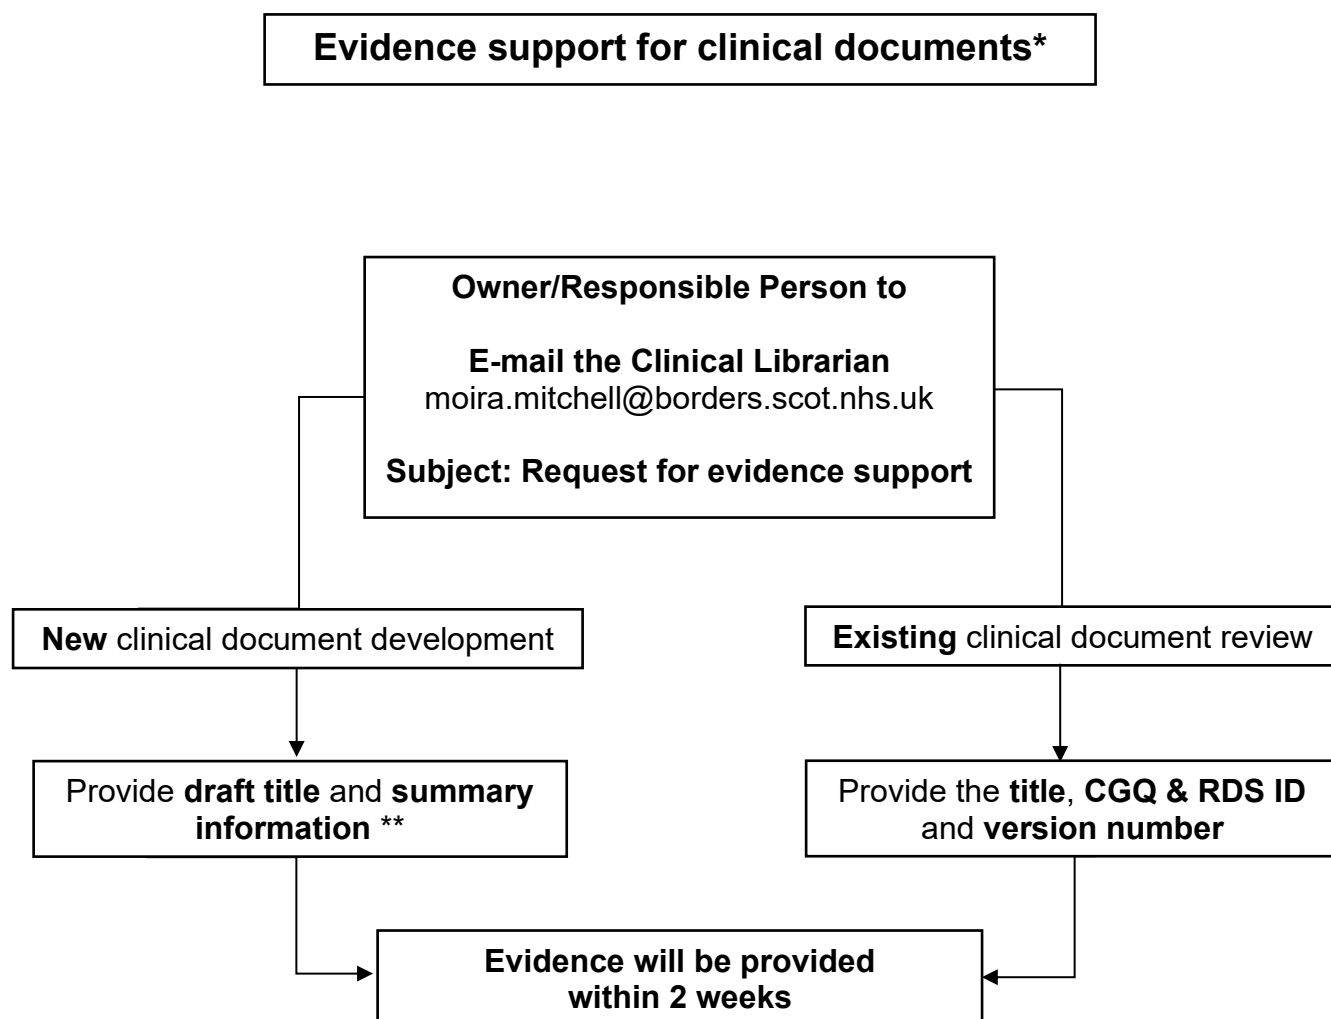 Evidence support for clinical documents*
Owner/Responsible Person to
E-mail the Clinical Librarian
moira.mitchell@borders.scot.nhs.uk
Subject: Request for evidence support
New clinical document development
Existing clinical document review
Provide draft title and summary
information **
Provide the title, CGQ & RDS ID
and version number
Evidence will be provided
within 2 weeks